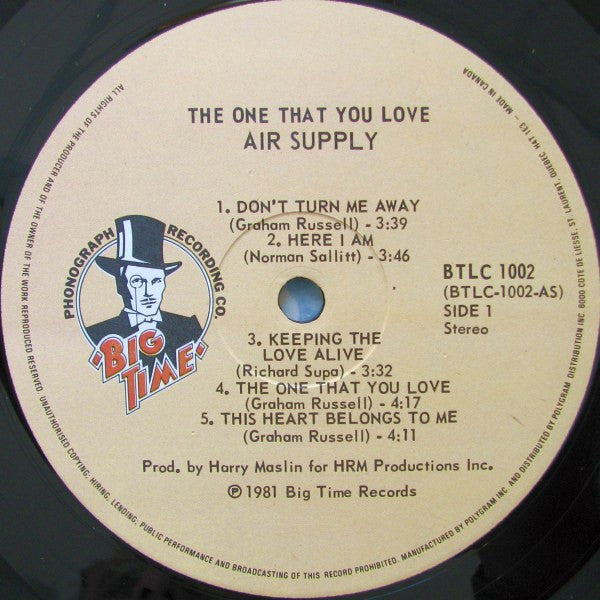 THE ONE THAT YOU LOVE
AIR SUPPLY
1. DON'T TURN ME AWAY
(Graham Russell) - 3:39
2. HERE I AM
(Norman Sallitt) - 3:46
PHONOGRAPH RECORDING CO.
'BIG
TIME'
BTLC 1002
(BTLC-1002-AS)
SIDE 1
Stereo
3. KEEPING THE
LOVE ALIVE
(Richard Supa) - 3:32
4. THE ONE THAT YOU LOVE
(Graham Russell) - 4:17
5. THIS HEART BELONGS TO ME
(Graham Russell) - 4:11
Prod. by Harry Maslin for HRM Productions Inc.
℗ 1981 Big Time Records
ALL RIGHTS OF THE PRODUCER AND OF THE OWNER OF THE WORK REPRODUCED RESERVED. UNAUTHORISED COPYING, HIRING, LENDING, PUBLIC PERFORMANCE AND BROADCASTING OF THIS RECORD PROHIBITED. MANUFACTURED BY POLYGRAM INC. AND DISTRIBUTED BY POLYGRAM DISTRIBUTION INC. 6000 COTE DE LIESSE, ST LAURENT, QUEBEC H4T 1E3 - MADE IN CANADA